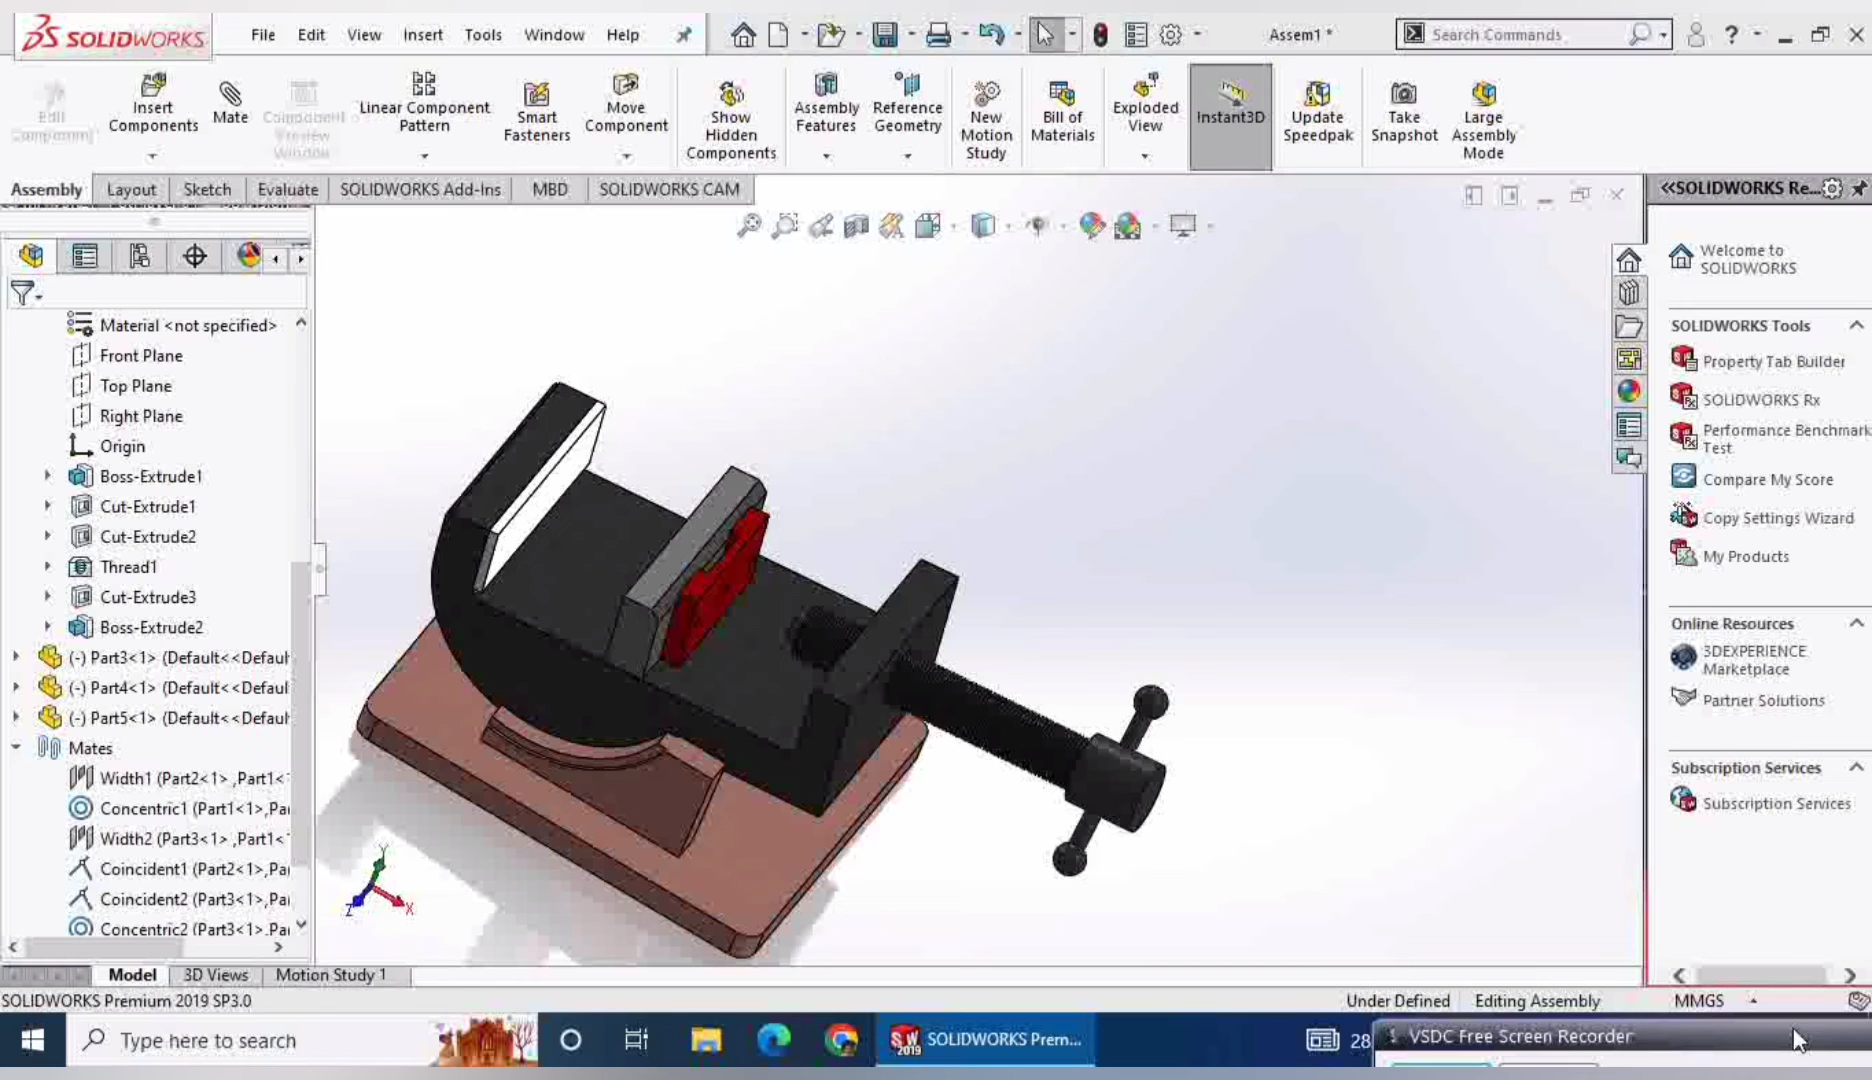 SOLIDWORKS
File Edit View Insert Tools Window Help
Assem1 *
Search Commands
Edit Component
Insert Components
Mate
Component Preview Window
Linear Component Pattern
Smart Fasteners
Move Component
Show Hidden Components
Assembly Features
Reference Geometry
New Motion Study
Bill of Materials
Exploded View
Instant3D
Update Speedpak
Take Snapshot
Large Assembly Mode
Assembly Layout Sketch Evaluate SOLIDWORKS Add-Ins MBD SOLIDWORKS CAM
Material <not specified>
Front Plane
Top Plane
Right Plane
Origin
Boss-Extrude1
Cut-Extrude1
Cut-Extrude2
Thread1
Cut-Extrude3
Boss-Extrude2
(-) Part3<1> (Default<<Defaul
(-) Part4<1> (Default<<Defaul
(-) Part5<1> (Default<<Defaul
Mates
Width1 (Part2<1> ,Part1<
Concentric1 (Part1<1>,Pa
Width2 (Part3<1> ,Part1<
Coincident1 (Part2<1>,Pa
Coincident2 (Part3<1>,Pa
Concentric2 (Part3<1>,Pa
Y
Z
X
«SOLIDWORKS Re...
Welcome to
SOLIDWORKS
SOLIDWORKS Tools
Property Tab Builder
SOLIDWORKS Rx
Performance Benchmark
Test
Compare My Score
Copy Settings Wizard
My Products
Online Resources
3DEXPERIENCE
Marketplace
Partner Solutions
Subscription Services
Subscription Services
Model 3D Views Motion Study 1
SOLIDWORKS Premium 2019 SP3.0
Under Defined Editing Assembly MMGS
Type here to search
SW 2019
SOLIDWORKS Prem...
28
VSDC Free Screen Recorder